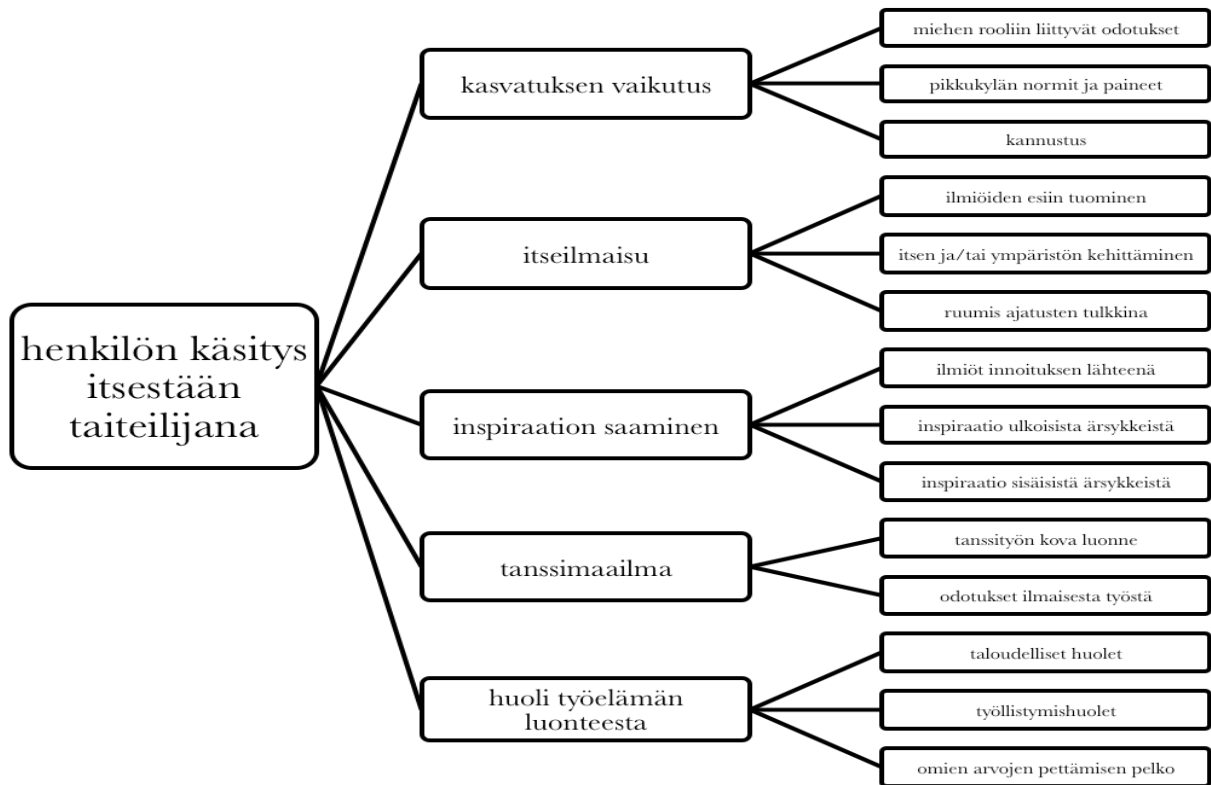 henkilön käsitys
itsestään
taiteilijana
kasvatuksen vaikutus
miehen rooliin liittyvät odotukset
pikkukylän normit ja paineet
kannustus
itseilmaisu
ilmiöiden esiin tuominen
itsen ja/tai ympäristön kehittäminen
ruumis ajatusten tulkkina
inspiraation saaminen
ilmiöt innoituksen lähteenä
inspiraatio ulkoisista ärsykkeistä
inspiraatio sisäisistä ärsykkeistä
tanssimaailma
tanssityön kova luonne
odotukset ilmaisesta työstä
huoli työelämän
luonteesta
taloudelliset huolet
työllistymishuolet
omien arvojen pettämisen pelko